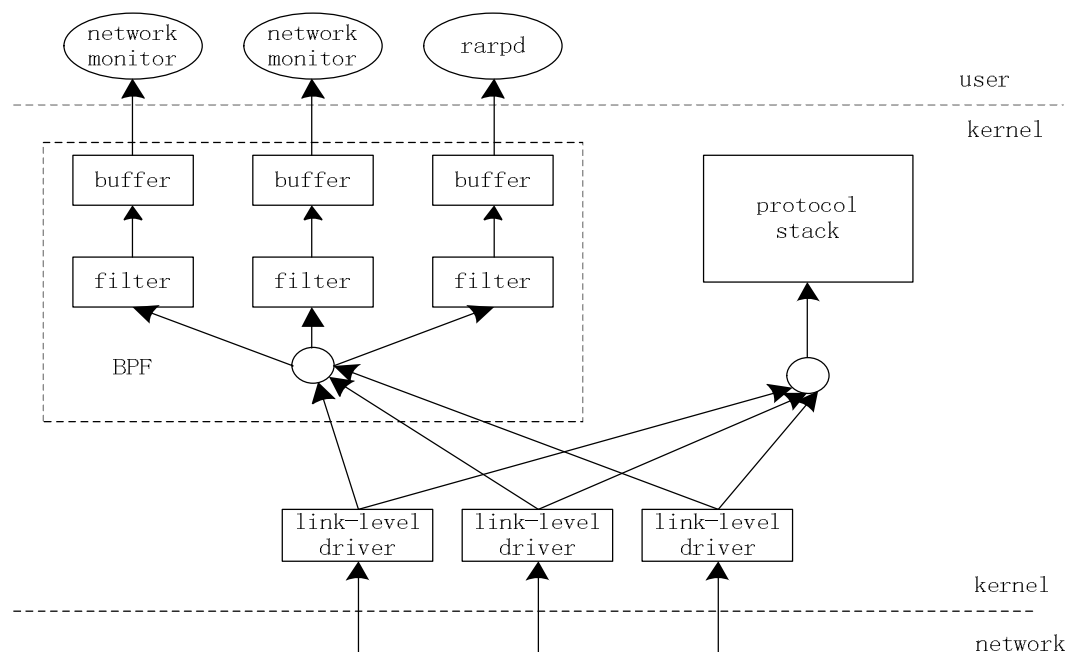 network
monitor
network
monitor
rarpd
user
kernel
buffer
buffer
buffer
protocol
stack
filter
filter
filter
BPF
link-level
driver
link-level
driver
link-level
driver
kernel
network